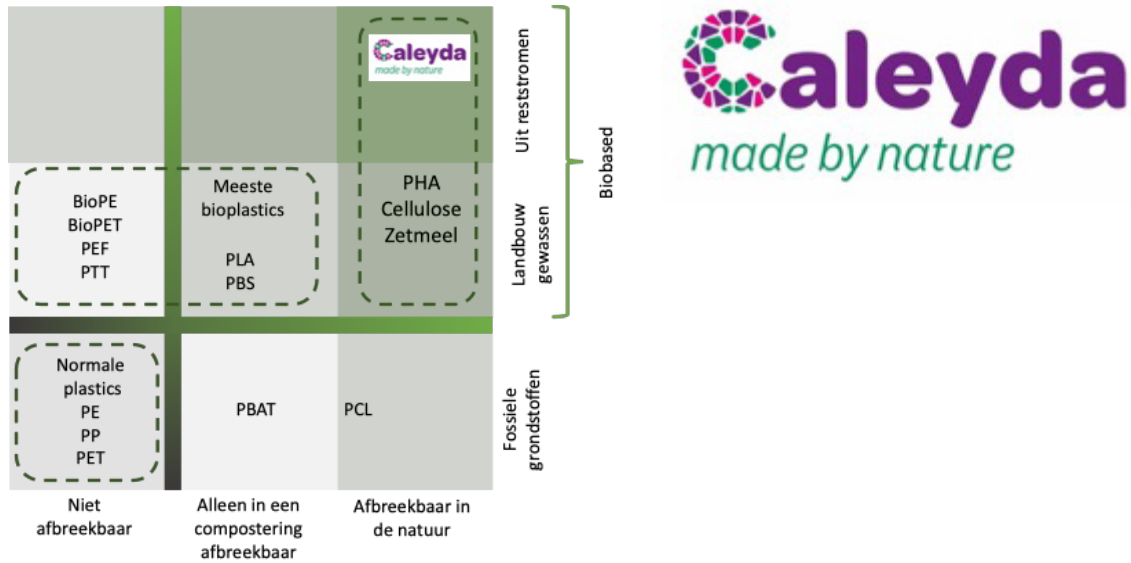 Caleyda
made by nature
Caleyda
made by nature
Uit reststromen
Biobased
BioPE
BioPET
PEF
PTT
Meeste
bioplastics
PLA
PBS
PHA
Cellulose
Zetmeel
Landbouw
gewassen
Normale
plastics
PE
PP
PET
PBAT
PCL
Fossiele
grondstoffen
Niet
afbreekbaar
Alleen in een
compostering
afbreekbaar
Afbreekbaar in
de natuur